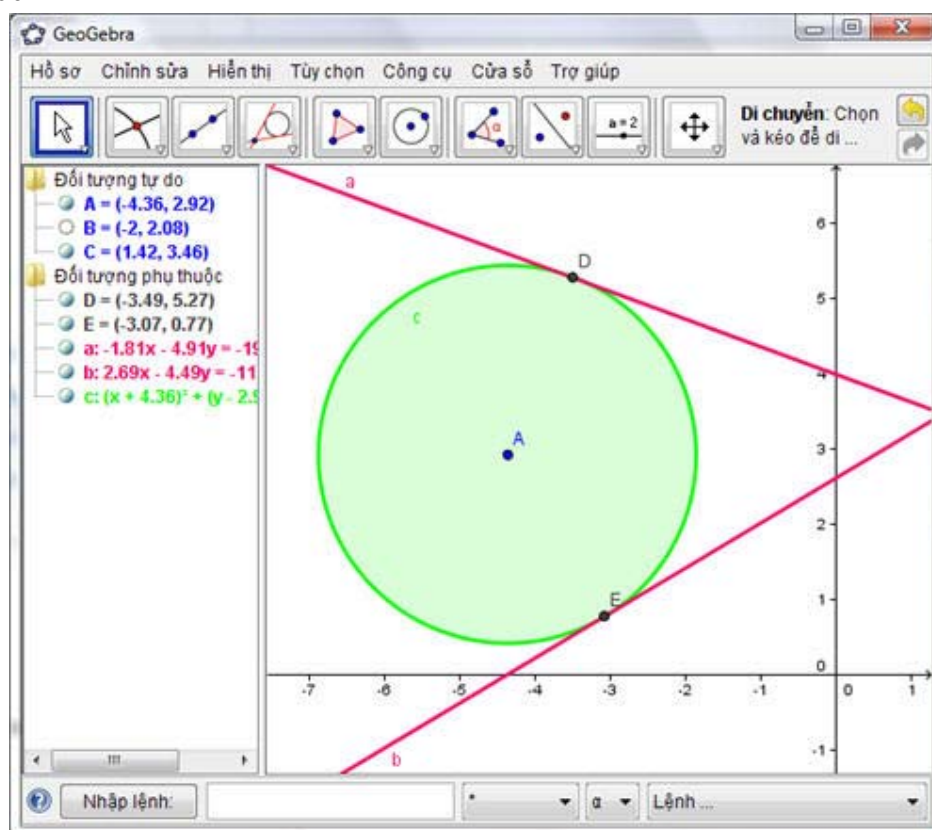 GeoGebra
Hồ sơ Chỉnh sửa Hiển thị Tùy chọn Công cụ Cửa sổ Trợ giúp
a = 2
α
Di chuyển: Chọn
và kéo để di ...
Đối tượng tự do
A = (-4.36, 2.92)
B = (-2, 2.08)
C = (1.42, 3.46)
Đối tượng phụ thuộc
D = (-3.49, 5.27)
E = (-3.07, 0.77)
a: -1.81x - 4.91y = -19
b: 2.69x - 4.49y = -11
c: (x + 4.36)² + (y - 2.9
a
D
c
A
E
b
6
5
4
3
2
1
0
-1
-7 -6 -5 -4 -3 -2 -1 0 1
Nhập lệnh: ° α Lệnh ...